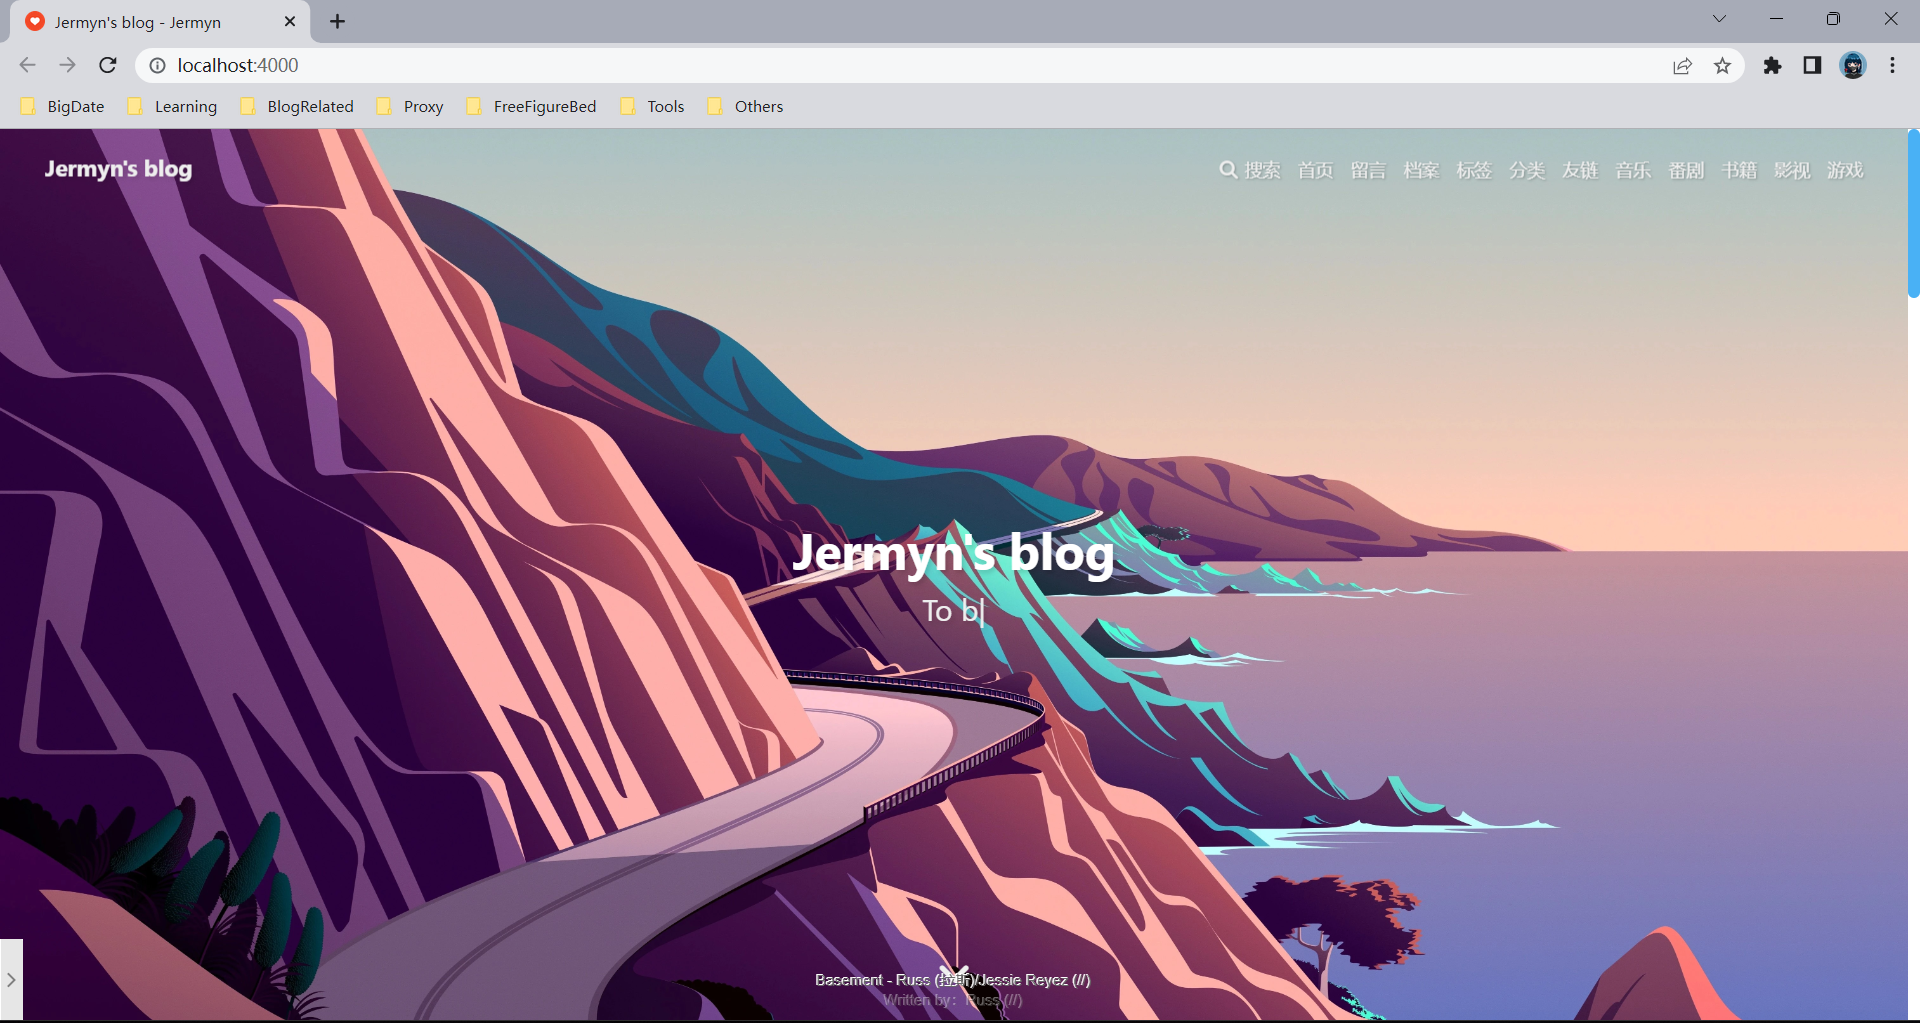 Jermyn's blog - Jermyn
localhost:4000
BigDate Learning BlogRelated Proxy FreeFigureBed Tools Others
Jermyn's blog
搜索 首页 留言 档案 标签 分类 友链 音乐 番剧 书籍 影视 游戏
Jermyn's blog
To b|
Basement - Russ (拉斯)/Jessie Reyez (//)
Written by： Russ (//)